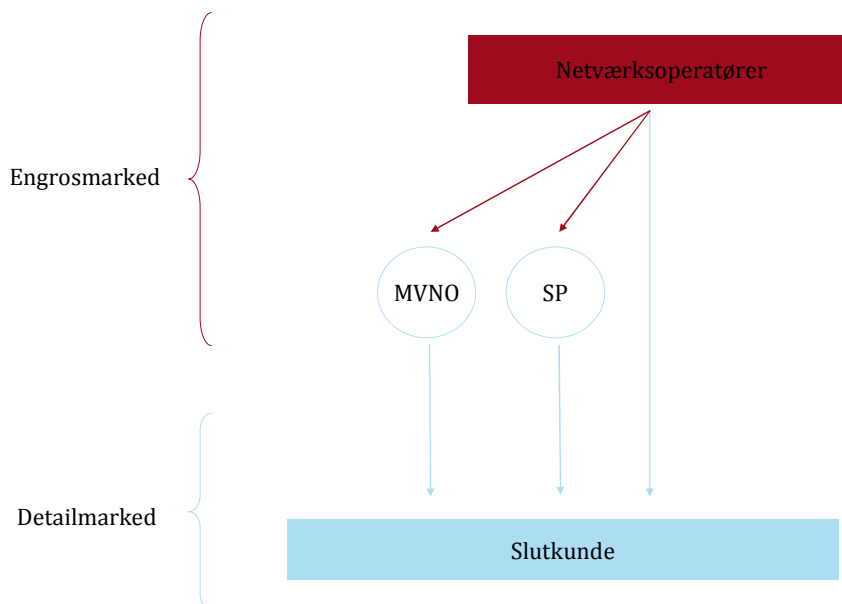 Netværksoperatører
Engrosmarked
MVNO
SP
Detailmarked
Slutkunde